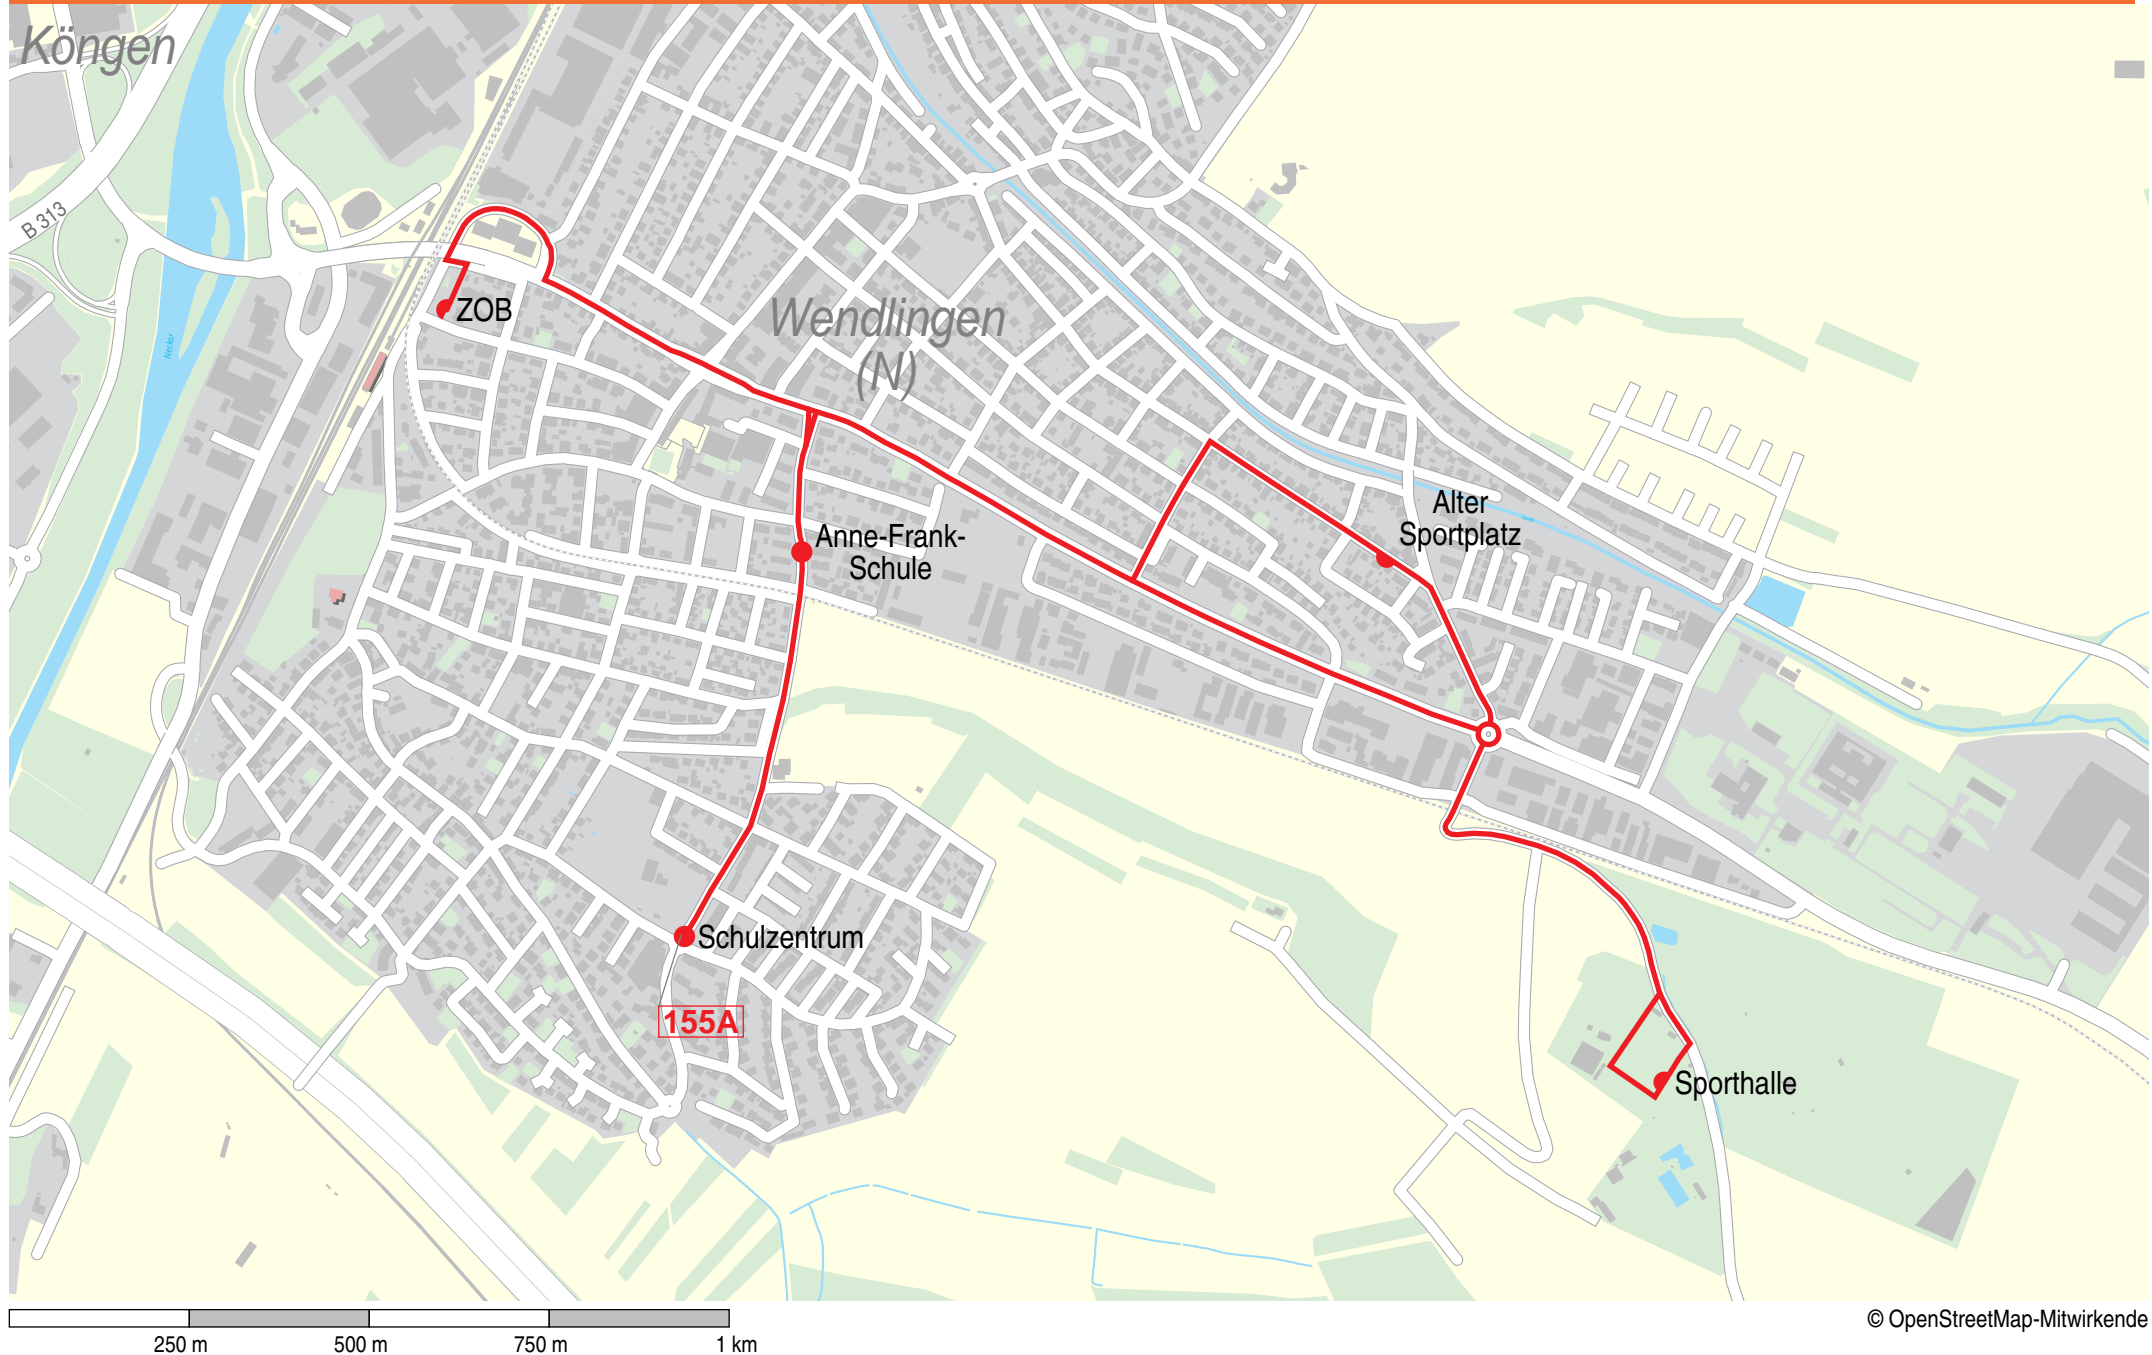 Köngen
B 313
Neckar
ZOB
Wendlingen
(N)
Alter
Sportplatz
Anne-Frank-
Schule
Schulzentrum
155A
Sporthalle
250 m
500 m
750 m
1 km
© OpenStreetMap-Mitwirkende